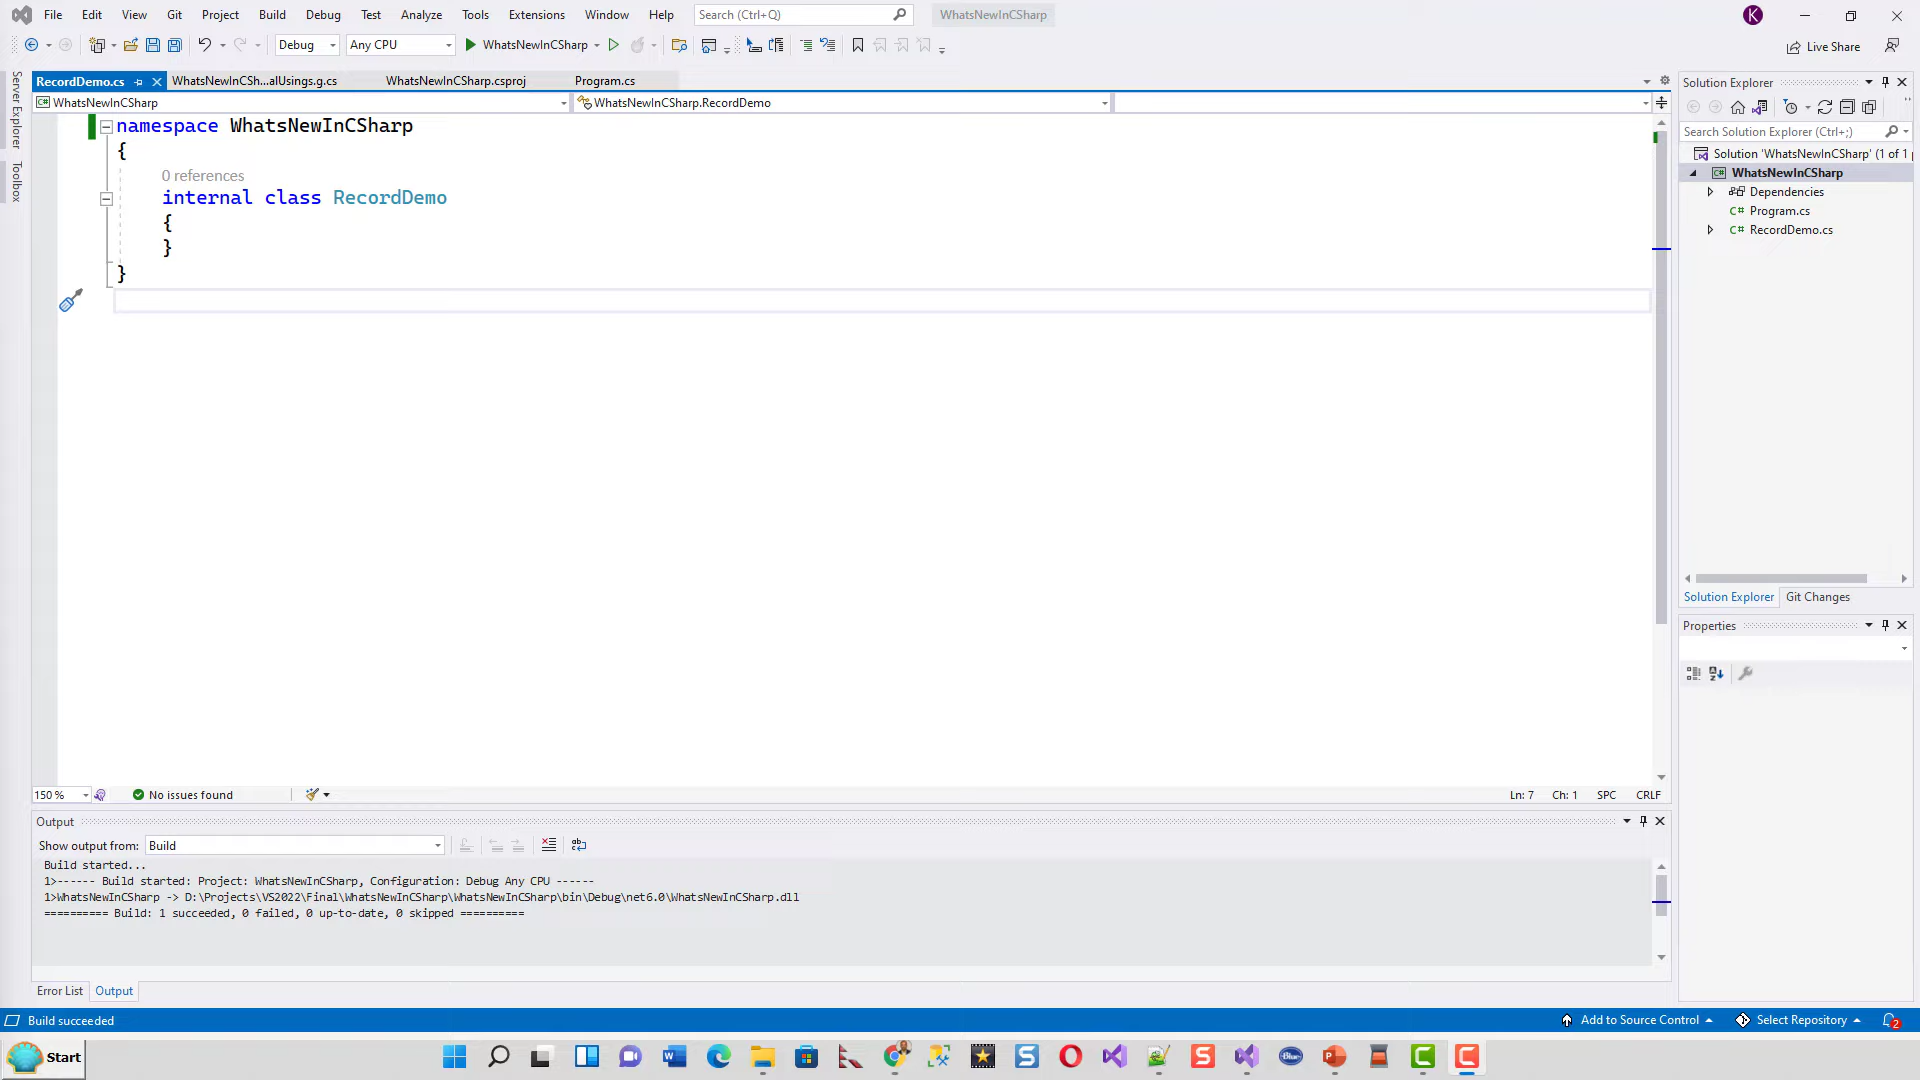 File Edit View Git Project Build Debug Test Analyze Tools Extensions Window Help Search (Ctrl+Q) WhatsNewInCSharp K
Debug Any CPU WhatsNewInCSharp Live Share
Server Explorer
Toolbox
RecordDemo.cs WhatsNewInCSh...alUsings.g.cs WhatsNewInCSharp.csproj Program.cs
WhatsNewInCSharp WhatsNewInCSharp.RecordDemo
namespace WhatsNewInCSharp
{
0 references
internal class RecordDemo
{
}
}
150 % No issues found Ln: 7 Ch: 1 SPC CRLF
Output
Show output from: Build
Build started...
1>------ Build started: Project: WhatsNewInCSharp, Configuration: Debug Any CPU ------
1>WhatsNewInCSharp -> D:\Projects\VS2022\Final\WhatsNewInCSharp\WhatsNewInCSharp\bin\Debug\net6.0\WhatsNewInCSharp.dll
========== Build: 1 succeeded, 0 failed, 0 up-to-date, 0 skipped ==========
Error List Output
Solution Explorer
Search Solution Explorer (Ctrl+;)
Solution 'WhatsNewInCSharp' (1 of 1
C# WhatsNewInCSharp
Dependencies
C# Program.cs
C# RecordDemo.cs
Solution Explorer Git Changes
Properties
Build succeeded Add to Source Control Select Repository 2
Start